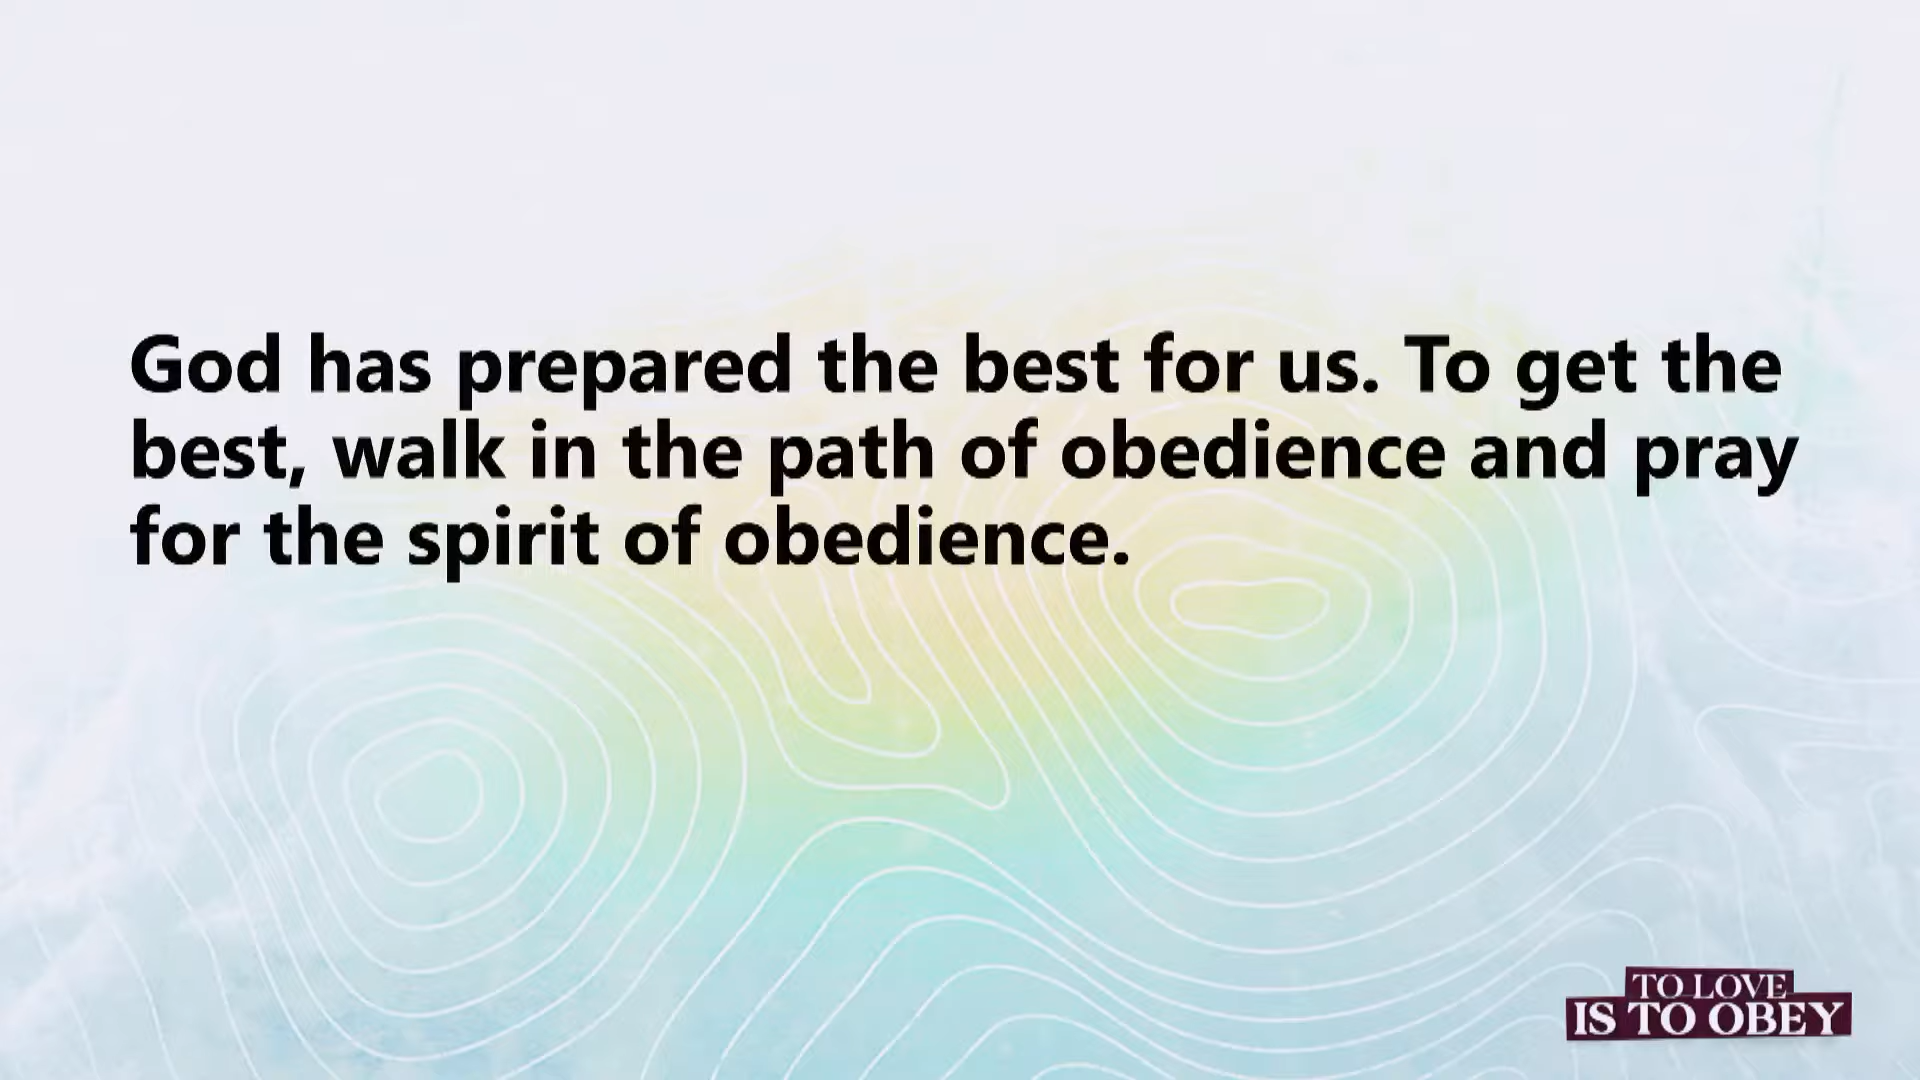 God has prepared the best for us. To get the
best, walk in the path of obedience and pray
for the spirit of obedience.
TO LOVE
IS TO OBEY